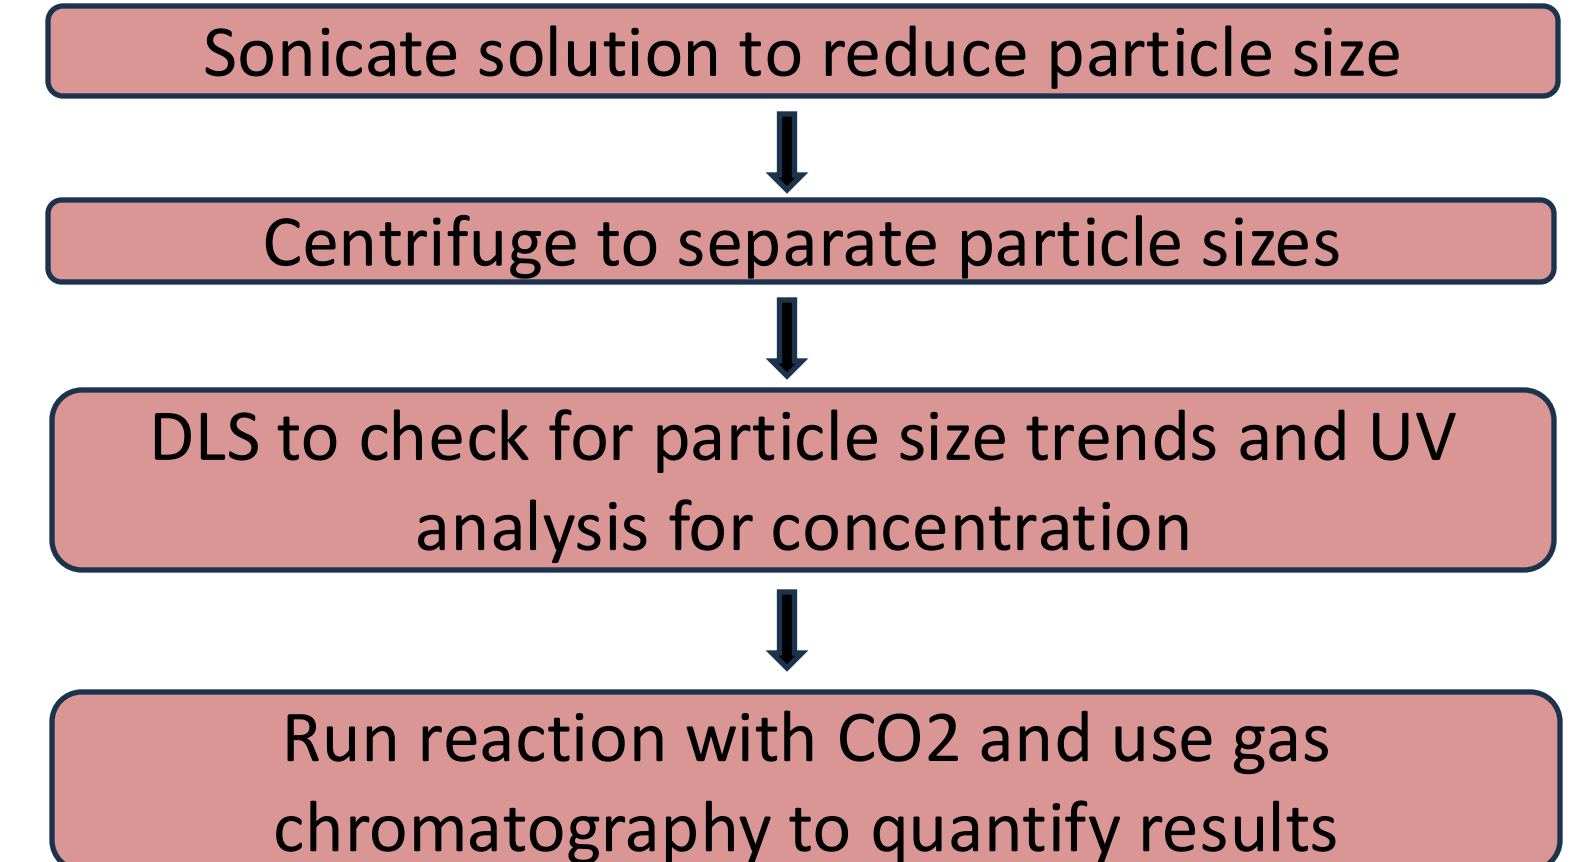 Sonicate solution to reduce particle size
Centrifuge to separate particle sizes
DLS to check for particle size trends and UV
analysis for concentration
Run reaction with CO2 and use gas
chromatography to quantify results